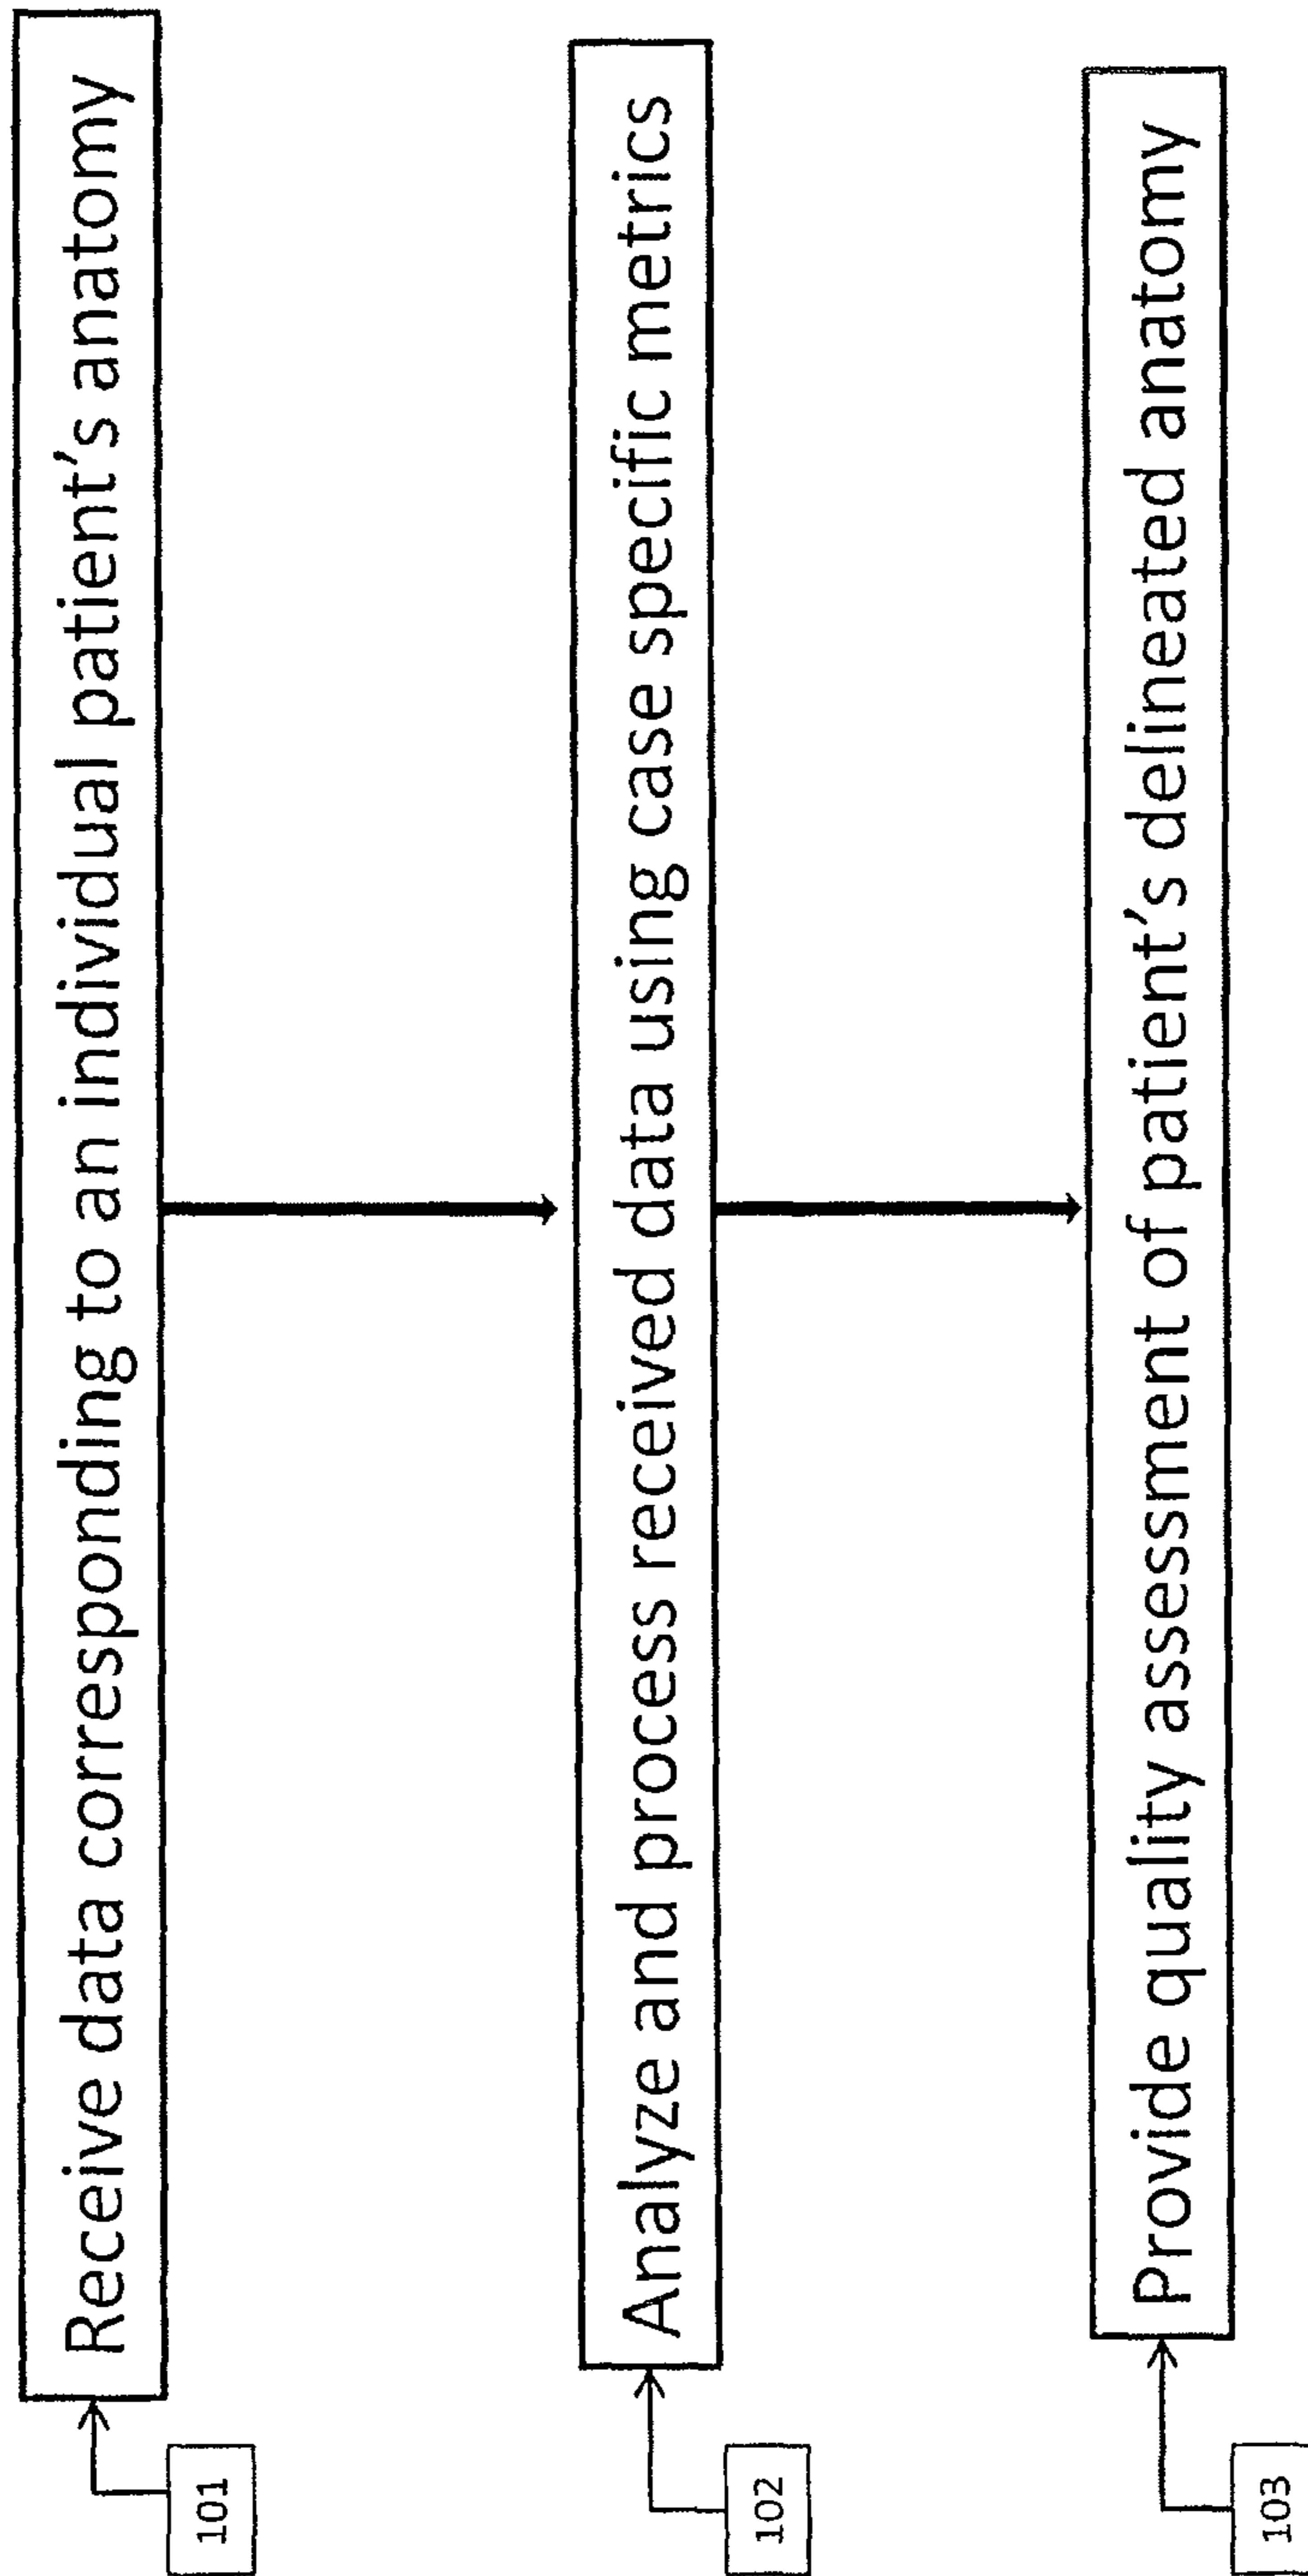 Receive data corresponding to an individual patient’s anatomy
101
Analyze and process received data using case specific metrics
102
Provide quality assessment of patient’s delineated anatomy
103